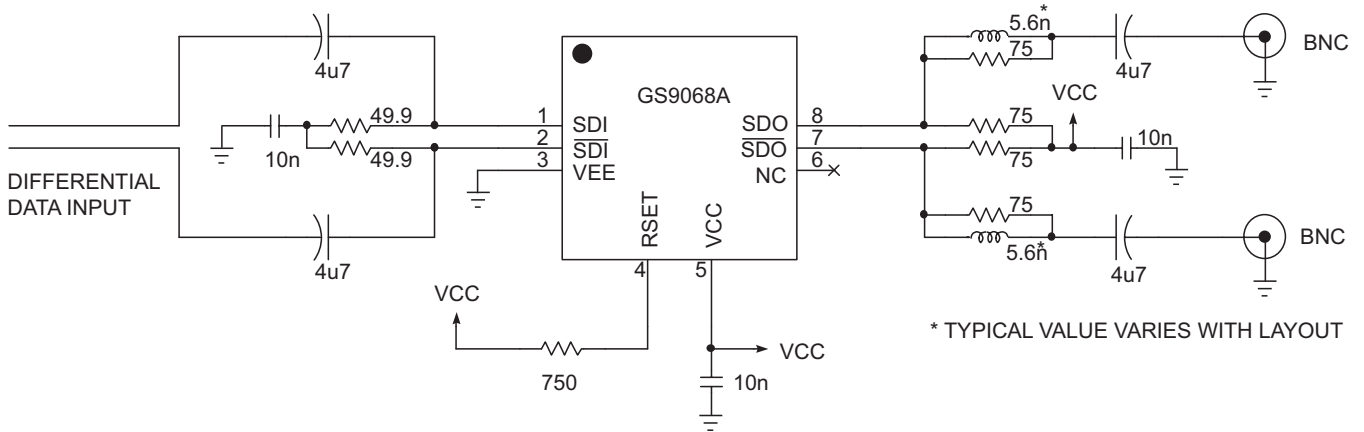 5.6n*
75
4u7
BNC
4u7
GS9068A
VCC
49.9
1
SDI
SDO
8
75
10n
2
S̅D̅I̅
S̅D̅O̅
7
75
10n
49.9
3
VEE
NC
6
DIFFERENTIAL
DATA INPUT
RSET
VCC
75
4u7
4
5
5.6n*
4u7
BNC
VCC
* TYPICAL VALUE VARIES WITH LAYOUT
VCC
750
10n